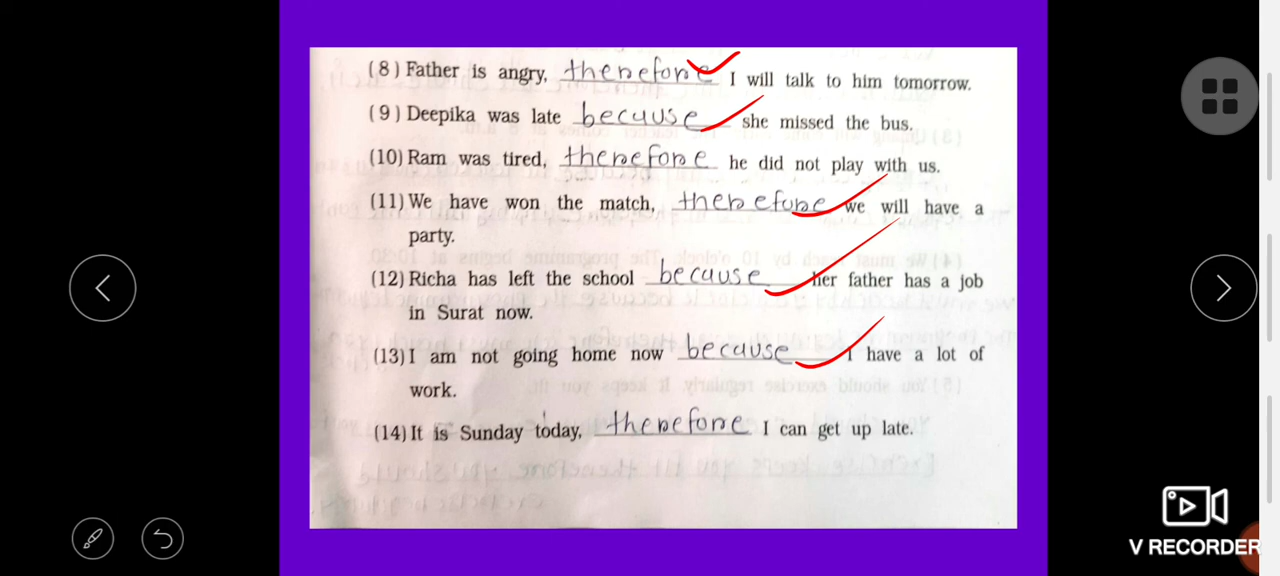 (8) Father is angry, therefore I will talk to him tomorrow.
(9) Deepika was late because she missed the bus.
(10) Ram was tired, therefore he did not play with us.
(11) We have won the match, therefore we will have a
party.
(12) Richa has left the school because her father has a job
in Surat now.
(13) I am not going home now because I have a lot of
work.
(14) It is Sunday today, therefore I can get up late.
V RECORDER